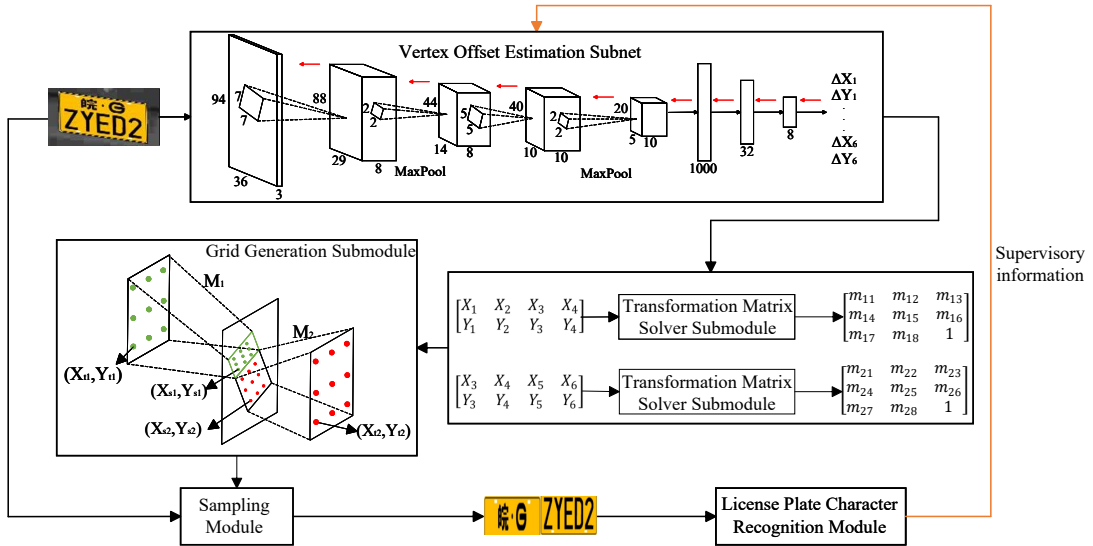 Vertex Offset Estimation Subnet
皖·G
ZYED2
94
7
7
36
3
88
2
2
29
8
MaxPool
44
5
5
14
8
40
2
2
10
10
MaxPool
20
5
10
1000
32
8
ΔX₁
ΔY₁
ΔX₆
ΔY₆
Supervisory
information
Grid Generation Submodule
M₁
M₂
(Xₜ₁,Yₜ₁)
(Xₛ₁,Yₛ₁)
(Xₛ₂,Yₛ₂)
(Xₜ₂,Yₜ₂)
X₁ X₂ X₃ X₄
Y₁ Y₂ Y₃ Y₄
Transformation Matrix
Solver Submodule
m₁₁ m₁₂ m₁₃
m₁₄ m₁₅ m₁₆
m₁₇ m₁₈ 1
X₃ X₄ X₅ X₆
Y₃ Y₄ Y₅ Y₆
Transformation Matrix
Solver Submodule
m₂₁ m₂₂ m₂₃
m₂₄ m₂₅ m₂₆
m₂₇ m₂₈ 1
Sampling
Module
皖·G ZYED2
License Plate Character
Recognition Module